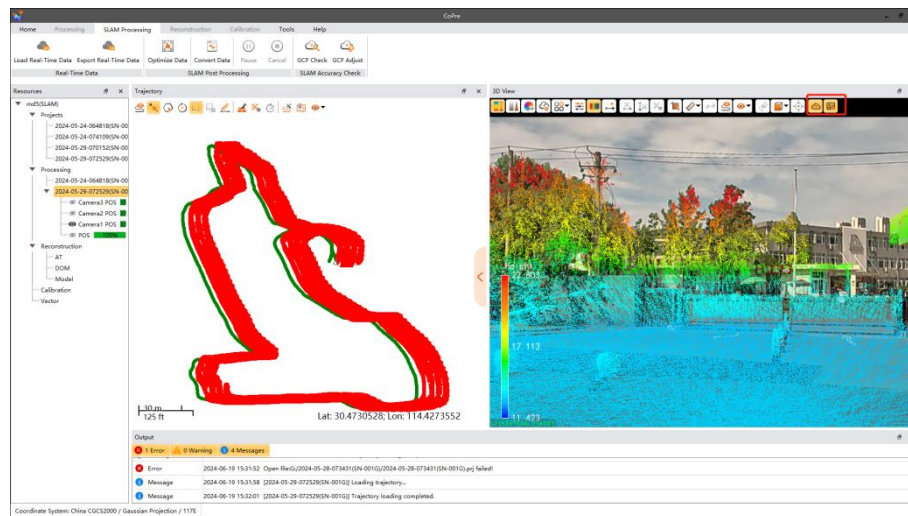 CoPre
Home Processing SLAM Processing Reconstruction Calibration Tools Help
Load Real-Time Data Export Real-Time Data Optimize Data Convert Data Pause Cancel GCP Check GCP Adjust
Real-Time Data SLAM Post Processing SLAM Accuracy Check
Resources
Trajectory
3D View
md5(SLAM)
Projects
2024-05-24-064818(SN-00
2024-05-24-074109(SN-00
2024-05-29-070152(SN-00
2024-05-29-072529(SN-00
Processing
2024-05-24-064818(SN-00
2024-05-29-072529(SN-00
Camera3 POS
Camera2 POS
Camera1 POS
POS 100%
Reconstruction
AT
DOM
Model
Calibration
Vector
30 m
125 ft
Lat: 30.4730528; Lon: 114.4273552
height
17.113
11.423
Output
1 Error 0 Warning 4 Messages
Error 2024-06-19 15:31:52 Open file:G:/2024-05-28-073431(SN-001G)/2024-05-28-073431(SN-001G).prj failed!
Message 2024-06-19 15:31:58 [2024-05-29-072529(SN-001G)] Loading trajectory...
Message 2024-06-19 15:32:01 [2024-05-29-072529(SN-001G)] Trajectory loading completed.
Coordinate System: China CGCS2000 / Gaussian Projection / 117E